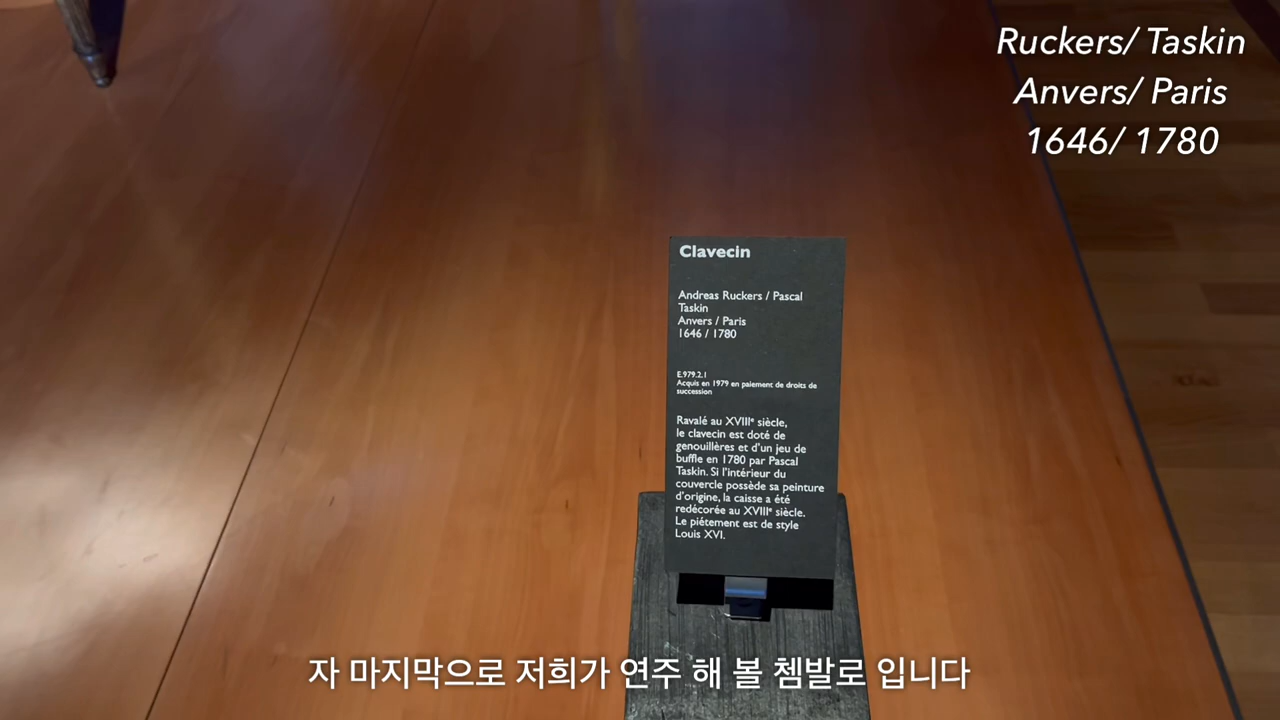 Ruckers/ Taskin
Anvers/ Paris
1646/ 1780
Clavecin
Andreas Ruckers / Pascal
Taskin
Anvers / Paris
1646 / 1780
E.979.2.1
Acquis en 1979 en paiement de droits de
succession
Ravalé au XVIIIe siècle,
le clavecin est doté de
genouillères et d'un jeu de
buffle en 1780 par Pascal
Taskin. Si l'intérieur du
couvercle possède sa peinture
d'origine, la caisse a été
redécorée au XVIIIe siècle.
Le piétement est de style
Louis XVI.
자 마지막으로 저희가 연주 해 볼 쳄발로 입니다